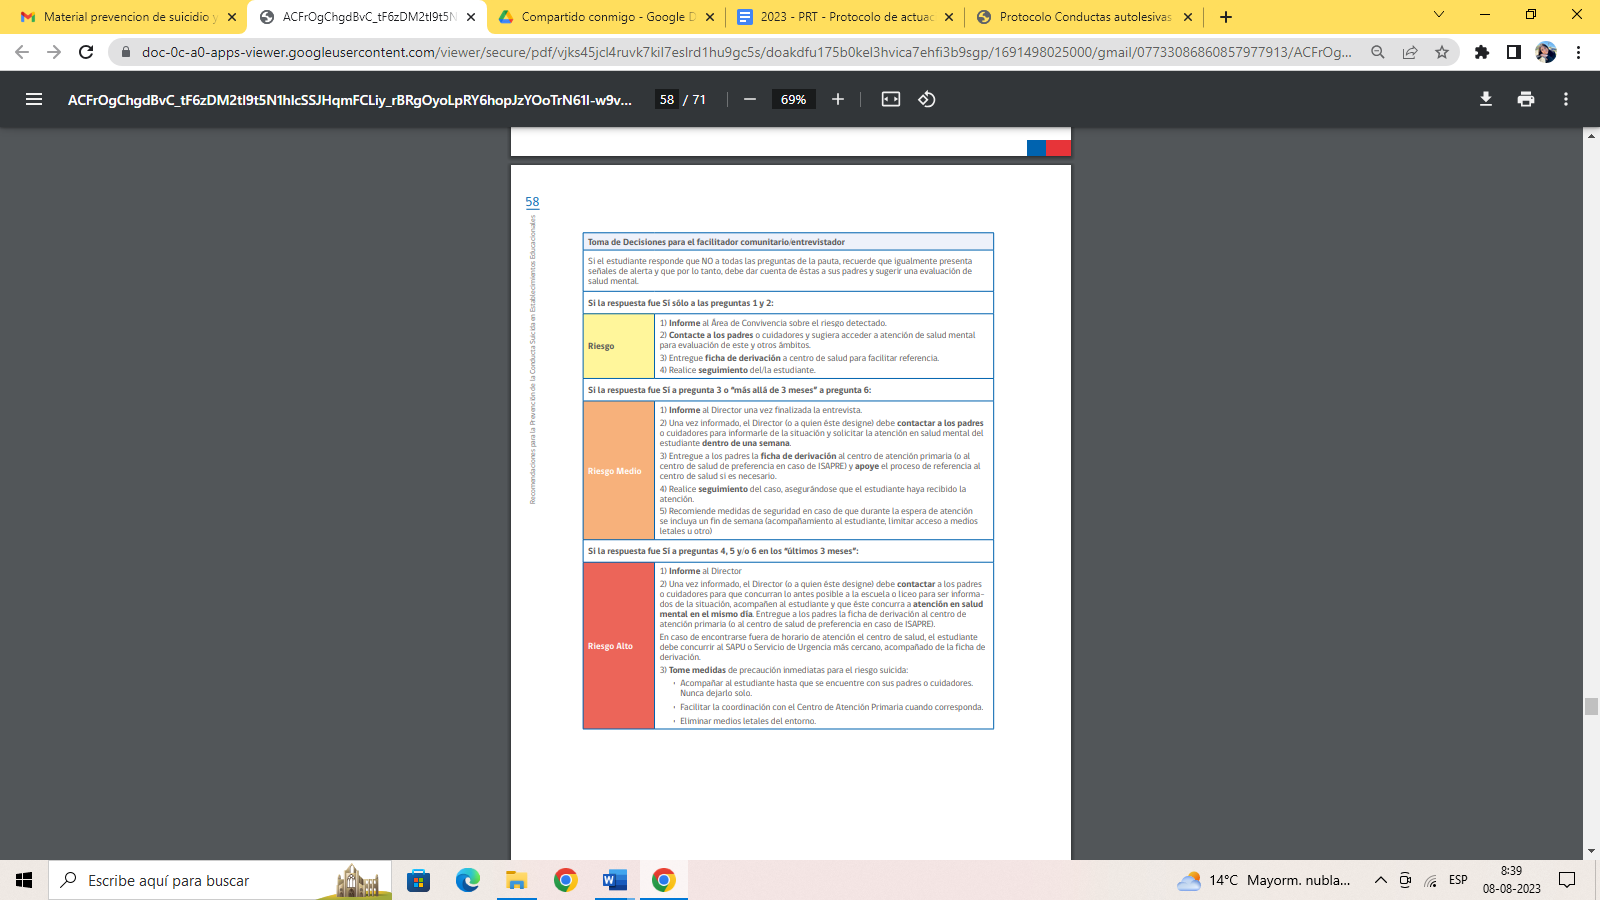 Material prevencion de suicidio y
ACFrOgChgdBvC_tF6zDM2tI9t5N
Compartido conmigo - Google D
2023 - PRT - Protocolo de actuac
Protocolo Conductas autolesivas
doc-0c-a0-apps-viewer.googleusercontent.com/viewer/secure/pdf/vjks45jcl4ruvk7kil7eslrd1hu9gc5s/doakdfu175b0kel3hvica7ehfi3b9sgp/1691498025000/gmail/07733086860857977913/ACFrOg...
ACFrOgChgdBvC_tF6zDM2tI9t5N1hlcSSJHqmFCLiy_rBRgOyoLpRY6hopJzYOoTrN61I-w9v...
58 / 71
69%
58
Recomendaciones para la Prevención de la Conducta Suicida en Establecimientos Educacionales
Toma de Decisiones para el facilitador comunitario/entrevistador
Si el estudiante responde que NO a todas las preguntas de la pauta, recuerde que igualmente presenta
señales de alerta y que por lo tanto, debe dar cuenta de éstas a sus padres y sugerir una evaluación de
salud mental.
Si la respuesta fue Sí sólo a las preguntas 1 y 2:
Riesgo
1) Informe al Área de Convivencia sobre el riesgo detectado.
2) Contacte a los padres o cuidadores y sugiera acceder a atención de salud mental
para evaluación de este y otros ámbitos.
3) Entregue ficha de derivación a centro de salud para facilitar referencia.
4) Realice seguimiento del/la estudiante.
Si la respuesta fue Sí a pregunta 3 o "más allá de 3 meses" a pregunta 6:
Riesgo Medio
1) Informe al Director una vez finalizada la entrevista.
2) Una vez informado, el Director (o a quien éste designe) debe contactar a los padres
o cuidadores para informarle de la situación y solicitar la atención en salud mental del
estudiante dentro de una semana.
3) Entregue a los padres la ficha de derivación al centro de atención primaria (o al
centro de salud de preferencia en caso de ISAPRE) y apoye el proceso de referencia al
centro de salud si es necesario.
4) Realice seguimiento del caso, asegurándose que el estudiante haya recibido la
atención.
5) Recomiende medidas de seguridad en caso de que durante la espera de atención
se incluya un fin de semana (acompañamiento al estudiante, limitar acceso a medios
letales u otro)
Si la respuesta fue Sí a preguntas 4, 5 y/o 6 en los "últimos 3 meses":
Riesgo Alto
1) Informe al Director
2) Una vez informado, el Director (o a quien éste designe) debe contactar a los padres
o cuidadores para que concurran lo antes posible a la escuela o liceo para ser informa-
dos de la situación, acompañen al estudiante y que éste concurra a atención en salud
mental en el mismo día. Entregue a los padres la ficha de derivación al centro de
atención primaria (o al centro de salud de preferencia en caso de ISAPRE).
En caso de encontrarse fuera de horario de atención el centro de salud, el estudiante
debe concurrir al SAPU o Servicio de Urgencia más cercano, acompañado de la ficha de
derivación.
3) Tome medidas de precaución inmediatas para el riesgo suicida:
• Acompañar al estudiante hasta que se encuentre con sus padres o cuidadores.
Nunca dejarlo solo.
• Facilitar la coordinación con el Centro de Atención Primaria cuando corresponda.
• Eliminar medios letales del entorno.
Escribe aquí para buscar
14°C Mayorm. nubla...
ESP
8:39
08-08-2023